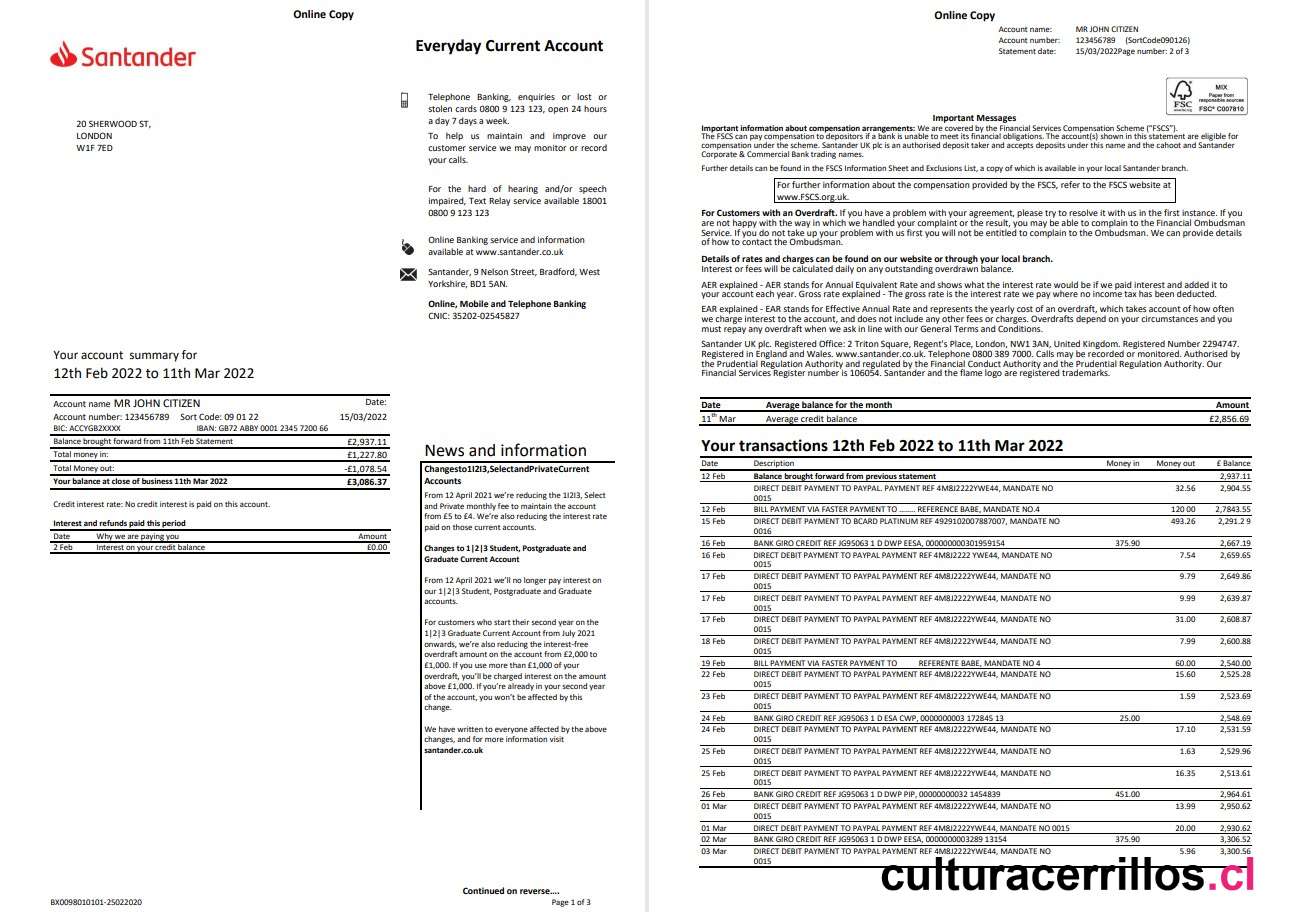 Online Copy
Santander
Everyday Current Account
20 SHERWOOD ST,
LONDON
W1F 7ED
Telephone Banking, enquiries or lost or
stolen cards 0800 9 123 123, open 24 hours
a day 7 days a week.
To help us maintain and improve our
customer service we may monitor or record
your calls.
For the hard of hearing and/or speech
impaired, Text Relay service available 18001
0800 9 123 123
Online Banking service and information
available at www.santander.co.uk
Santander, 9 Nelson Street, Bradford, West
Yorkshire, BD1 5AN.
Online, Mobile and Telephone Banking
CNIC: 35202-02545827
Your account summary for
12th Feb 2022 to 11th Mar 2022
Account name MR JOHN CITIZEN Date:
Account number: 123456789 Sort Code: 09 01 22 15/03/2022
BIC: ACCYGB2XXXX IBAN: GB72 ABBY 0001 2345 7200 66
Balance brought forward from 11th Feb Statement £2,937.11
Total money in: £1,227.80
Total Money out: -£1,078.54
Your balance at close of business 11th Mar 2022 £3,086.37
Credit interest rate: No credit interest is paid on this account.
Interest and refunds paid this period
Date Why we are paying you Amount
2 Feb Interest on your credit balance £0.00
News and information
Changesto1I2I3,SelectandPrivateCurrent
Accounts
From 12 April 2021 we're reducing the 1I2I3, Select
and Private monthly fee to maintain the account
from £5 to £4. We're also reducing the interest rate
paid on those current accounts.
Changes to 1|2|3 Student, Postgraduate and
Graduate Current Account
From 12 April 2021 we'll no longer pay interest on
our 1|2|3 Student, Postgraduate and Graduate
accounts.
For customers who start their second year on the
1|2|3 Graduate Current Account from July 2021
onwards, we're also reducing the interest-free
overdraft amount on the account from £2,000 to
£1,000. If you use more than £1,000 of your
overdraft, you'll be charged interest on the amount
above £1,000. If you're already in your second year
of the account, you won't be affected by this
change.
We have written to everyone affected by the above
changes, and for more information visit
santander.co.uk
Continued on reverse....
BX0098010101-25022020 Page 1 of 3
Online Copy
Account name: MR JOHN CITIZEN
Account number: 123456789 (SortCode090126)
Statement date: 15/03/2022Page number: 2 of 3
FSC
www.fsc.org
MIX
Paper from
responsible sources
FSC® C007810
Important Messages
Important information about compensation arrangements: We are covered by the Financial Services Compensation Scheme ("FSCS").
The FSCS can pay compensation to depositors if a bank is unable to meet its financial obligations. The account(s) shown in this statement are eligible for
compensation under the scheme. Santander UK plc is an authorised deposit taker and accepts deposits under this name and the cahoot and Santander
Corporate & Commercial Bank trading names.
Further details can be found in the FSCS Information Sheet and Exclusions List, a copy of which is available in your local Santander branch.
For further information about the compensation provided by the FSCS, refer to the FSCS website at
www.FSCS.org.uk.
For Customers with an Overdraft. If you have a problem with your agreement, please try to resolve it with us in the first instance. If you
are not happy with the way in which we handled your complaint or the result, you may be able to complain to the Financial Ombudsman
Service. If you do not take up your problem with us first you will not be entitled to complain to the Ombudsman. We can provide details
of how to contact the Ombudsman.
Details of rates and charges can be found on our website or through your local branch.
Interest or fees will be calculated daily on any outstanding overdrawn balance.
AER explained - AER stands for Annual Equivalent Rate and shows what the interest rate would be if we paid interest and added it to
your account each year. Gross rate explained - The gross rate is the interest rate we pay where no income tax has been deducted.
EAR explained - EAR stands for Effective Annual Rate and represents the yearly cost of an overdraft, which takes account of how often
we charge interest to the account, and does not include any other fees or charges. Overdrafts depend on your circumstances and you
must repay any overdraft when we ask in line with our General Terms and Conditions.
Santander UK plc. Registered Office: 2 Triton Square, Regent's Place, London, NW1 3AN, United Kingdom. Registered Number 2294747.
Registered in England and Wales. www.santander.co.uk. Telephone 0800 389 7000. Calls may be recorded or monitored. Authorised by
the Prudential Regulation Authority and regulated by the Financial Conduct Authority and the Prudential Regulation Authority. Our
Financial Services Register number is 106054. Santander and the flame logo are registered trademarks.
Date Average balance for the month Amount
11th Mar Average credit balance £2,856.69
Your transactions 12th Feb 2022 to 11th Mar 2022
Date Description Money in Money out £ Balance
12 Feb Balance brought forward from previous statement 2,937.11
DIRECT DEBIT PAYMENT TO PAYPAL. PAYMENT REF 4M8J2222YWE44, MANDATE NO 32.56 2,904.55
0015
12 Feb BILL PAYMENT VIA FASTER PAYMENT TO ........ REFERENCE BABE, MANDATE NO.4 120 00 2,7843.55
15 Feb DIRECT DEBIT PAYMENT TO BCARD PLATINUM REF 4929102007887007, MANDATE NO 493.26 2,291.2 9
0016
16 Feb BANK GIRO CREDIT REF JG95063 1 D DWP EESA, 000000000301959154 375.90 2,667.19
16 Feb DIRECT DEBIT PAYMENT TO PAYPAL PAYMENT REF 4M8J2222 YWE44, MANDATE NO 7.54 2,659.65
0015
17 Feb DIRECT DEBIT PAYMENT TO PAYPAL PAYMENT REF 4M8J2222YWE44, MANDATE NO 9.79 2,649.86
0015
17 Feb DIRECT DEBIT PAYMENT TO PAYPAL PAYMENT REF 4M8J2222YWE44, MANDATE NO 9.99 2,639.87
0015
17 Feb DIRECT DEBIT PAYMENT TO PAYPAL PAYMENT REF 4M8J2222YWE44, MANDATE NO 31.00 2,608.87
0015
18 Feb DIRECT DEBIT PAYMENT TO PAYPAL PAYMENT REF 4M8J2222YWE44, MANDATE NO 7.99 2,600.88
0015
19 Feb BILL PAYMENT VIA FASTER PAYMENT TO REFERENTE BABE, MANDATE NO 4 60.00 2,540.00
22 Feb DIRECT DEBIT PAYMENT TO PAYPAL PAYMENT REF 4M8J2222YWE44, MANDATE NO 15.60 2,525.28
0015
23 Feb DIRECT DEBIT PAYMENT TO PAYPAL PAYMENT REF 4M8J2222YWE44, MANDATE NO 1.59 2,523.69
0015
24 Feb BANK GIRO CREDIT REF JG95063 1 D ESA CWP, 0000000003 172845 13 25.00 2,548.69
24 Feb DIRECT DEBIT PAYMENT TO PAYPAL PAYMENT REF 4M8J2222YWE44, MANDATE NO 17.10 2,531.59
0015
25 Feb DIRECT DEBIT PAYMENT TO PAYPAL PAYMENT REF 4M8J2222YWE44, MANDATE NO 1.63 2,529.96
0015
25 Feb DIRECT DEBIT PAYMENT TO PAYPAL PAYMENT REF 4M8J2222YWE44, MANDATE NO 16.35 2,513.61
0015
26 Feb BANK GIRO CREDIT REF JG95063 1 D DWP PIP, 00000000032 1454839 451.00 2,964.61
01 Mar DIRECT DEBIT PAYMENT TO PAYPAL PAYMENT REF 4M8J2222YWE44, MANDATE NO 13.99 2,950.62
0015
01 Mar DIRECT DEBIT PAYMENT TO PAYPAL PAYMENT REF 4M8J2222YWE44, MANDATE NO 0015 20.00 2,930.62
02 Mar BANK GIRO CREDIT REF JG95063 1 D DWP EESA, 0000000003289 13154 375.90 3,306.52
03 Mar DIRECT DEBIT PAYMENT TO PAYPAL PAYMENT REF 4M8J2222YWE44, MANDATE NO 5.96 3,300.56
0015
culturacerrillos.cl